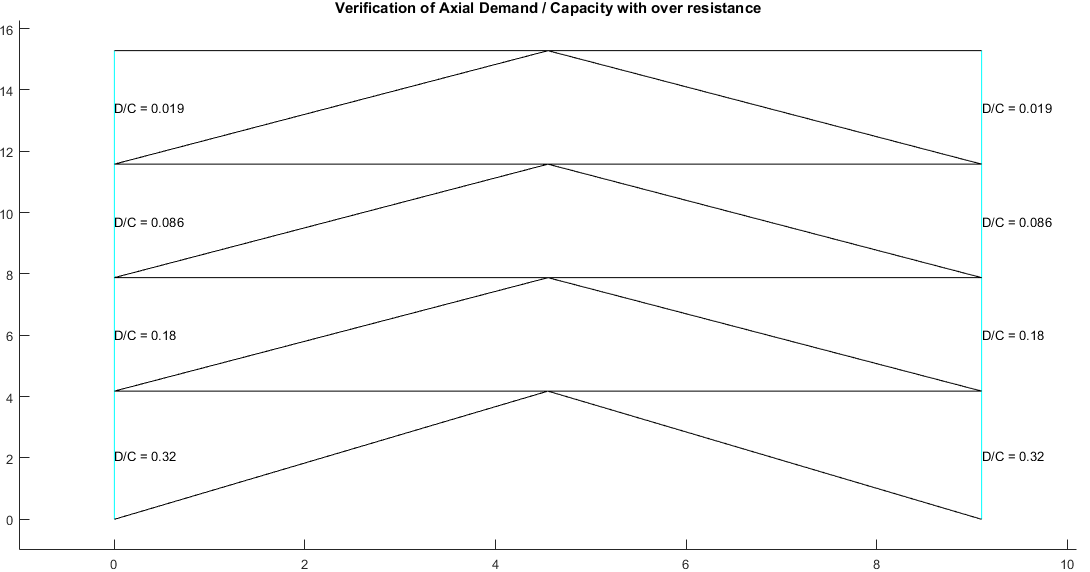 Verification of Axial Demand / Capacity with over resistance
16
14
D/C = 0.019
D/C = 0.019
12
10
D/C = 0.086
D/C = 0.086
8
6
D/C = 0.18
D/C = 0.18
4
2
D/C = 0.32
D/C = 0.32
0
0 2 4 6 8 10